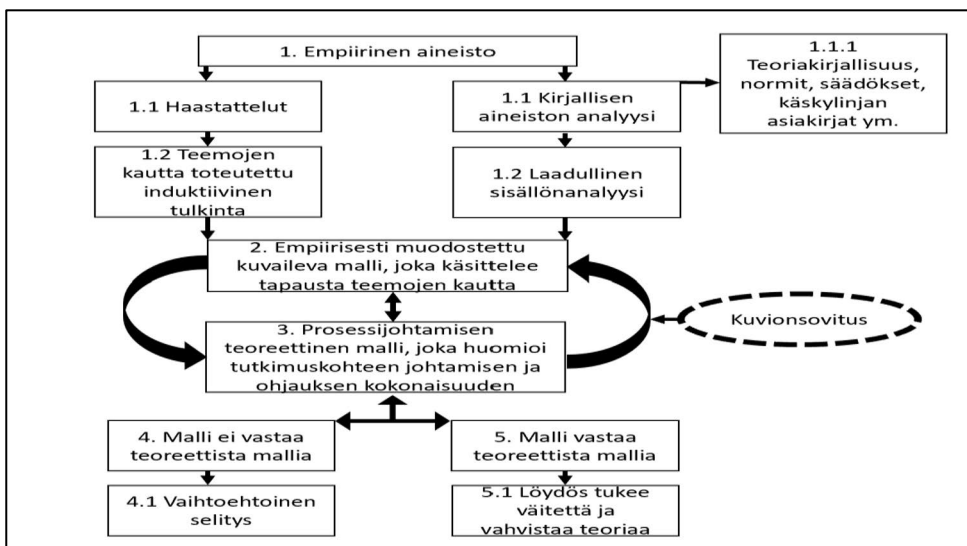 1. Empiirinen aineisto
1.1.1
Teoriakirjallisuus,
normit, säädökset,
käskylinjan
asiakirjat ym.
1.1 Haastattelut
1.1 Kirjallisen
aineiston analyysi
1.2 Teemojen
kautta toteutettu
induktiivinen
tulkinta
1.2 Laadullinen
sisällönanalyysi
2. Empiirisesti muodostettu
kuvaileva malli, joka käsittelee
tapausta teemojen kautta
Kuvionsovitus
3. Prosessijohtamisen
teoreettinen malli, joka huomioi
tutkimuskohteen johtamisen ja
ohjauksen kokonaisuuden
4. Malli ei vastaa
teoreettista mallia
5. Malli vastaa
teoreettista mallia
4.1 Vaihtoehtoinen
selitys
5.1 Löydös tukee
väitettä ja
vahvistaa teoriaa